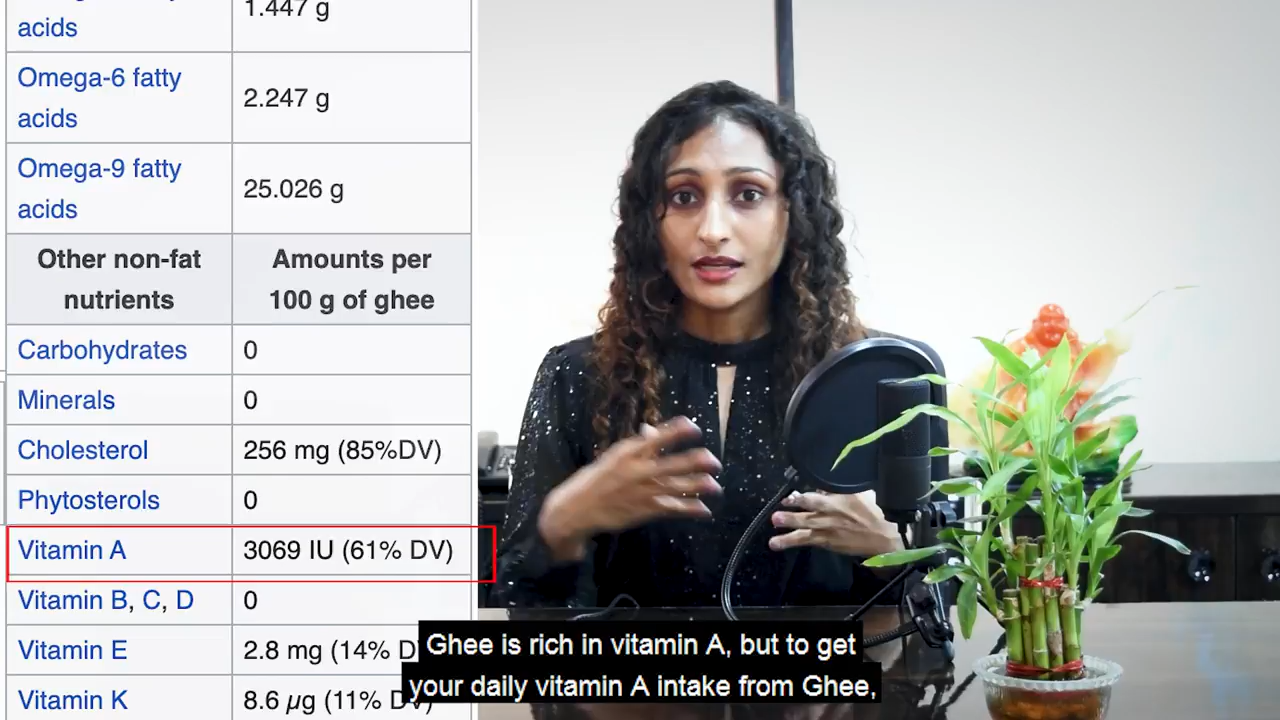 acids
1.447 g
Omega-6 fatty
acids
2.247 g
Omega-9 fatty
acids
25.026 g
Other non-fat
nutrients
Amounts per
100 g of ghee
Carbohydrates
0
Minerals
0
Cholesterol
256 mg (85%DV)
Phytosterols
0
Vitamin A
3069 IU (61% DV)
Vitamin B, C, D
0
Vitamin E
2.8 mg (14% D
Vitamin K
8.6 µg (11% DV)
Ghee is rich in vitamin A, but to get
your daily vitamin A intake from Ghee,